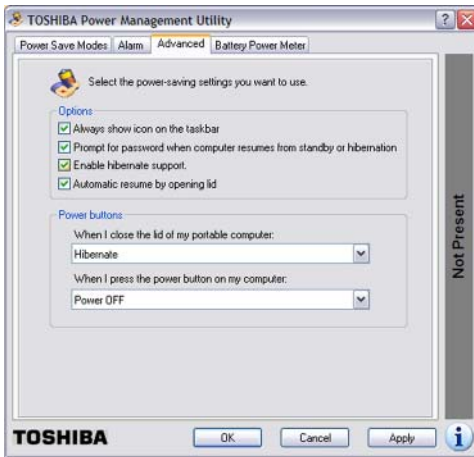 TOSHIBA Power Management Utility
Power Save Modes Alarm Advanced Battery Power Meter
Select the power-saving settings you want to use.
Options
Always show icon on the taskbar
Prompt for password when computer resumes from standby or hibernation
Enable hibernate support.
Automatic resume by opening lid
Power buttons
When I close the lid of my portable computer:
Hibernate
When I press the power button on my computer:
Power OFF
Not Present
TOSHIBA
OK Cancel Apply